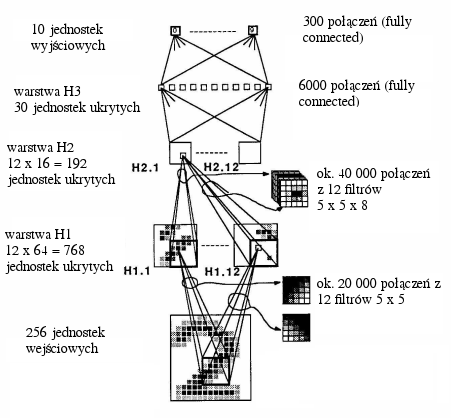 10 jednostek
wyjściowych
300 połączeń (fully
connected)
0
9
warstwa H3
30 jednostek ukrytych
6000 połączeń (fully
connected)
warstwa H2
12 x 16 = 192
jednostek ukrytych
H2.1
H2.12
ok. 40 000 połączeń
z 12 filtrów
5 x 5 x 8
warstwa H1
12 x 64 = 768
jednostek ukrytych
H1.1
H1.12
ok. 20 000 połączeń z
12 filtrów 5 x 5
256 jednostek
wejściowych